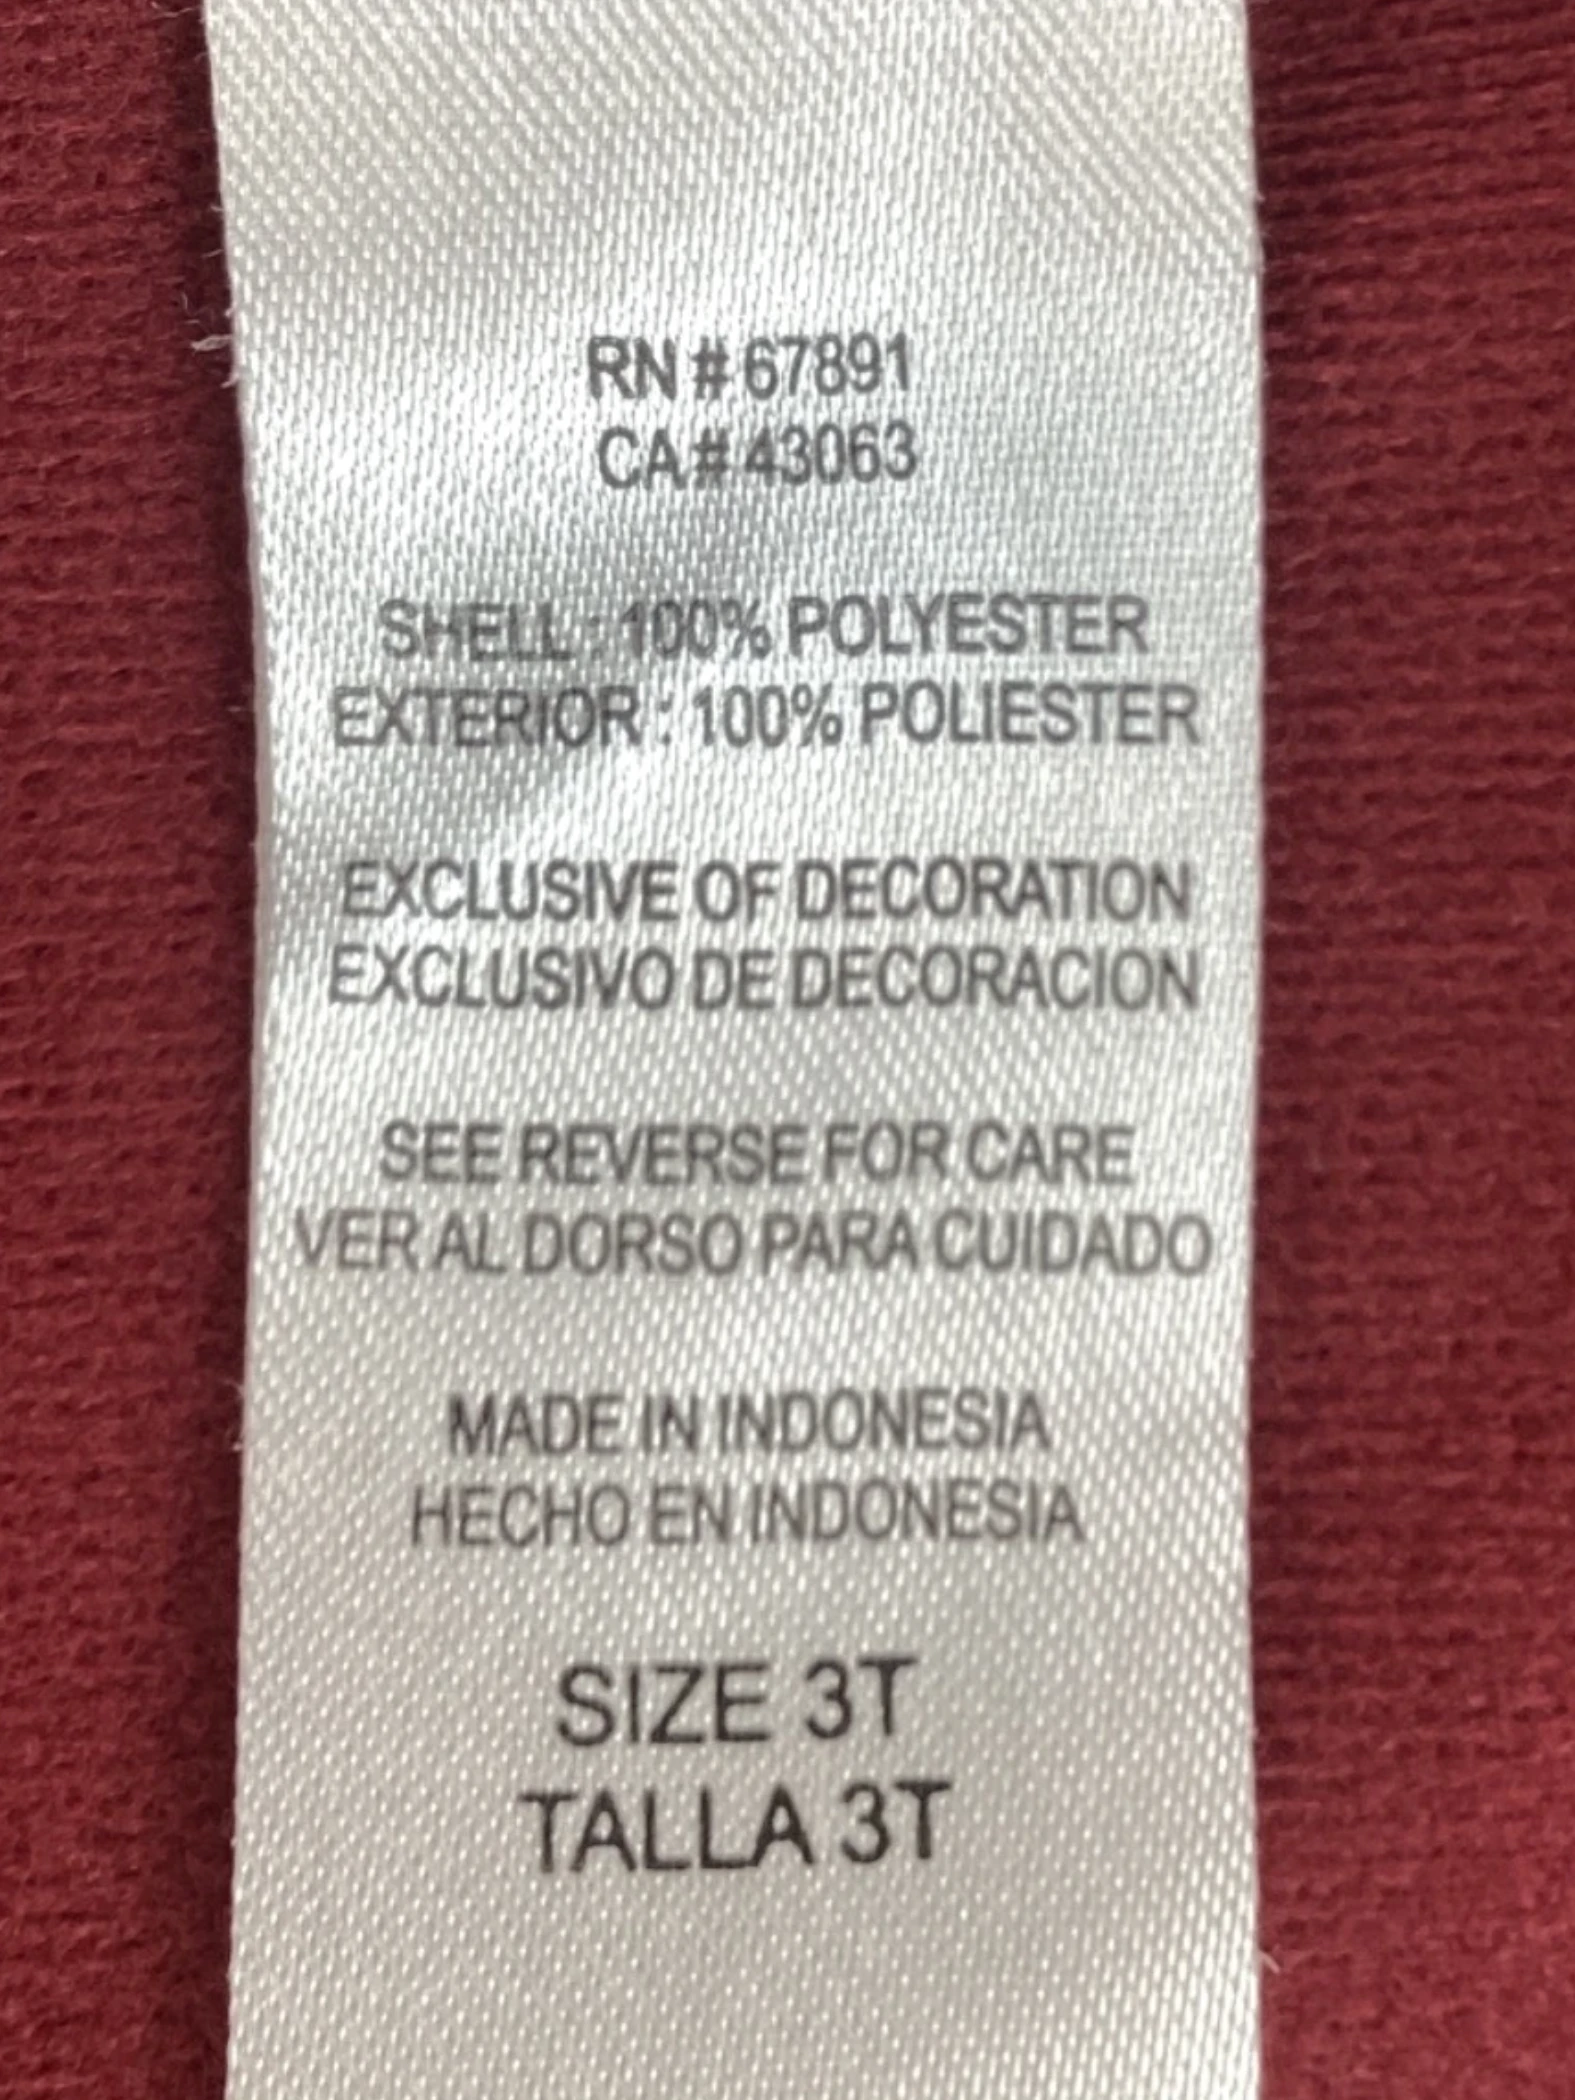 RN # 67891
CA # 43063
SHELL : 100% POLYESTER
EXTERIOR : 100% POLIESTER
EXCLUSIVE OF DECORATION
EXCLUSIVO DE DECORACION
SEE REVERSE FOR CARE
VER AL DORSO PARA CUIDADO
MADE IN INDONESIA
HECHO EN INDONESIA
SIZE 3T
TALLA 3T